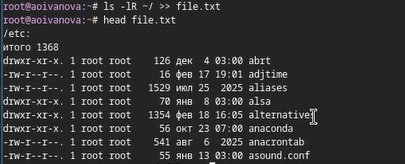 root@aoivanova:~# ls -lR ~/ >> file.txt
root@aoivanova:~# head file.txt
/etc:
итого 1368
drwxr-xr-x. 1 root root 126 дек 4 03:00 abrt
-rw-r--r--. 1 root root 16 фев 17 19:01 adjtime
-rw-r--r--. 1 root root 1529 июл 25 2025 aliases
drwxr-xr-x. 1 root root 70 янв 8 03:00 alsa
drwxr-xr-x. 1 root root 1354 фев 18 16:05 alternatives
drwxr-xr-x. 1 root root 56 окт 23 07:00 anaconda
-rw-r--r--. 1 root root 541 авг 6 2025 anacrontab
-rw-r--r--. 1 root root 55 янв 13 03:00 asound.conf